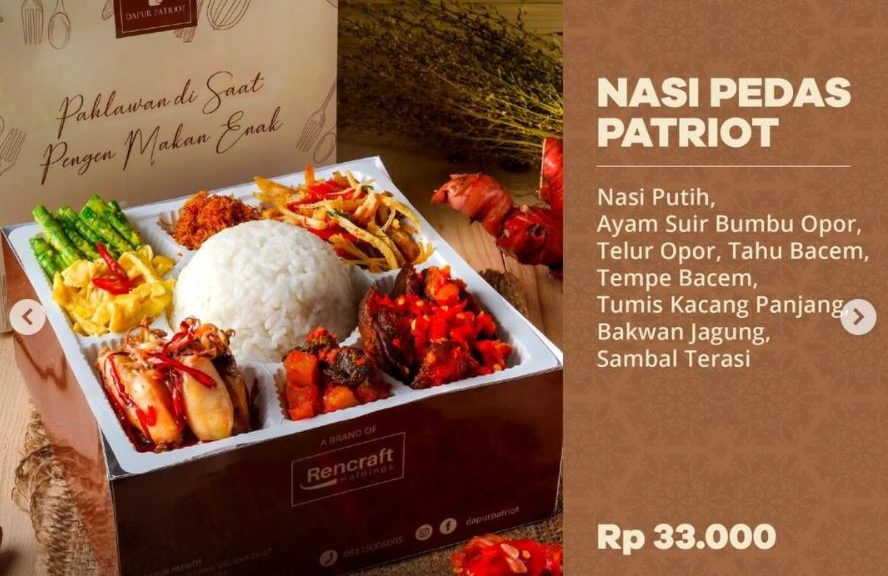 DAPUR PATRIOT
Pahlawan di Saat
Pengen Makan Enak
NASI PEDAS
PATRIOT
Nasi Putih,
Ayam Suir Bumbu Opor,
Telur Opor, Tahu Bacem,
Tempe Bacem,
Tumis Kacang Panjang,
Bakwan Jagung,
Sambal Terasi
Rp 33.000
A BRAND OF
Rencraft
holdings
08119006005
dapurpatriot
PATRIOT